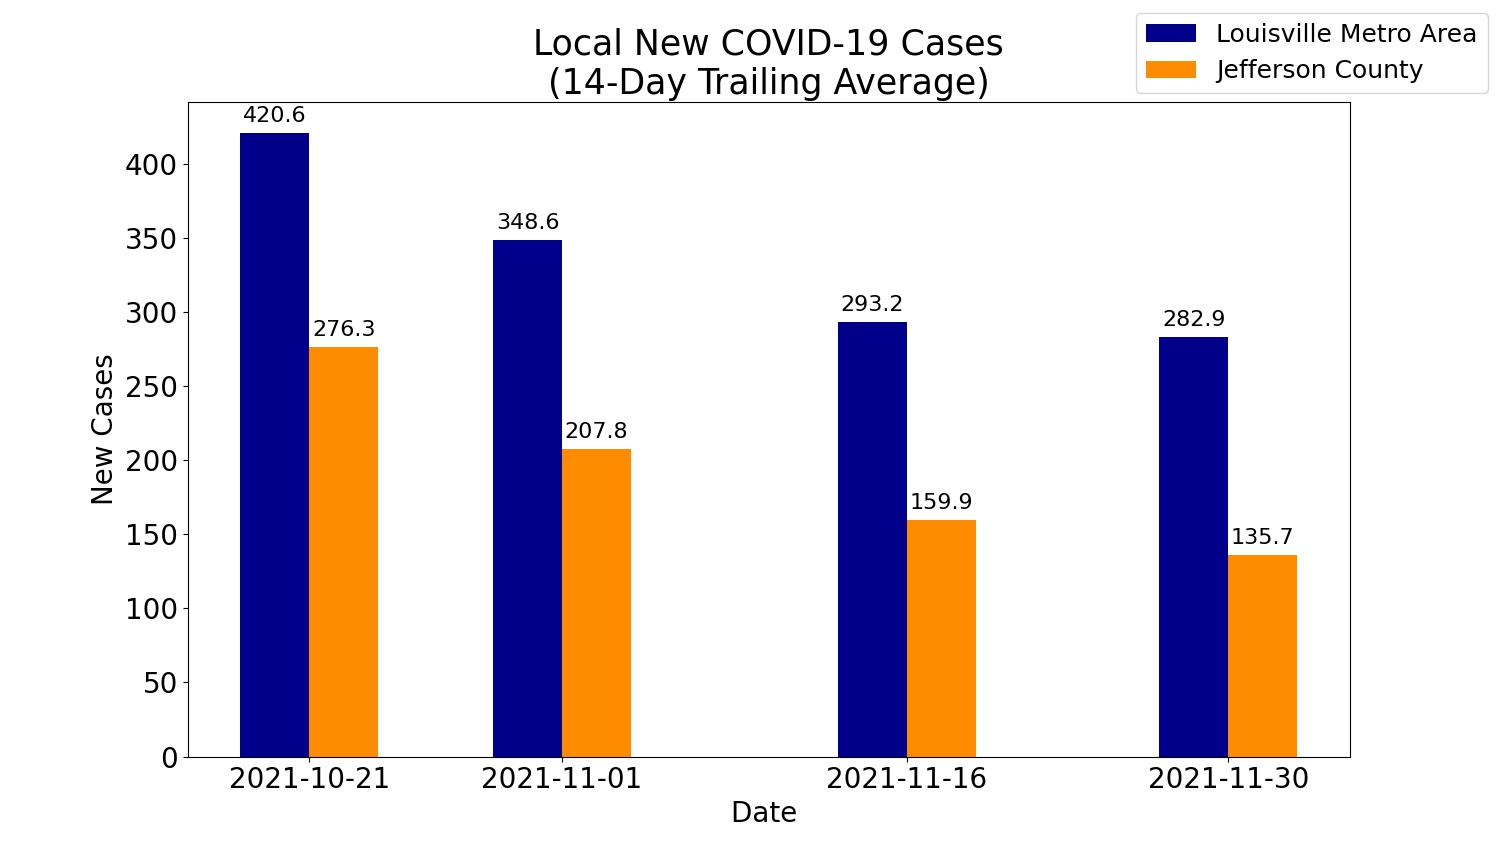 Local New COVID-19 Cases
(14-Day Trailing Average)
Louisville Metro Area
Jefferson County
420.6
276.3
348.6
207.8
293.2
159.9
282.9
135.7
New Cases
400
350
300
250
200
150
100
50
0
2021-10-21 2021-11-01 2021-11-16 2021-11-30
Date